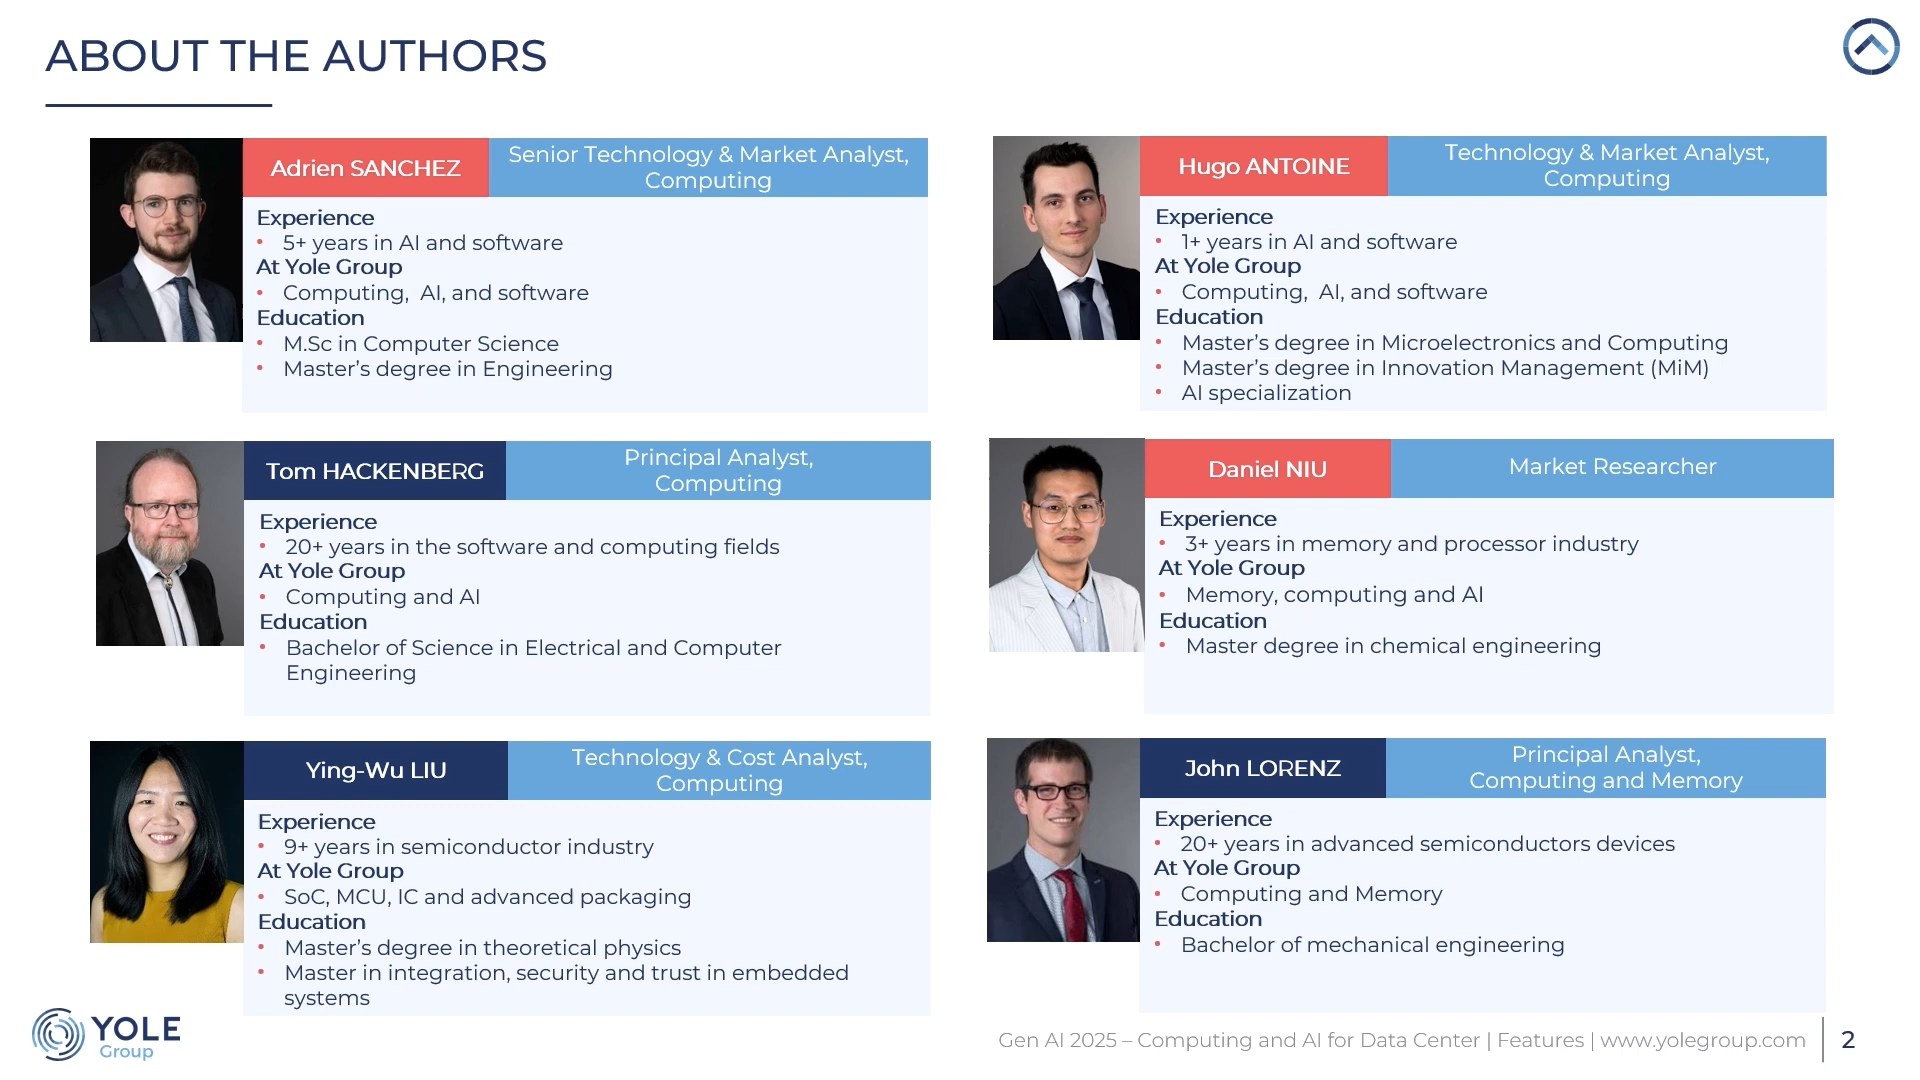 ABOUT THE AUTHORS
Adrien SANCHEZ
Senior Technology & Market Analyst,
Computing
Experience
• 5+ years in AI and software
At Yole Group
• Computing,  AI, and software
Education
• M.Sc in Computer Science
• Master’s degree in Engineering
Hugo ANTOINE
Technology & Market Analyst,
Computing
Experience
• 1+ years in AI and software
At Yole Group
• Computing,  AI, and software
Education
• Master’s degree in Microelectronics and Computing
• Master’s degree in Innovation Management (MiM)
• AI specialization
Tom HACKENBERG
Principal Analyst,
Computing
Experience
• 20+ years in the software and computing fields
At Yole Group
• Computing and AI
Education
• Bachelor of Science in Electrical and Computer
Engineering
Daniel NIU
Market Researcher
Experience
• 3+ years in memory and processor industry
At Yole Group
• Memory, computing and AI
Education
• Master degree in chemical engineering
Ying-Wu LIU
Technology & Cost Analyst,
Computing
Experience
• 9+ years in semiconductor industry
At Yole Group
• SoC, MCU, IC and advanced packaging
Education
• Master’s degree in theoretical physics
• Master in integration, security and trust in embedded
systems
John LORENZ
Principal Analyst,
Computing and Memory
Experience
• 20+ years in advanced semiconductors devices
At Yole Group
• Computing and Memory
Education
• Bachelor of mechanical engineering
YOLE
Group
Gen AI 2025 – Computing and AI for Data Center | Features | www.yolegroup.com
2